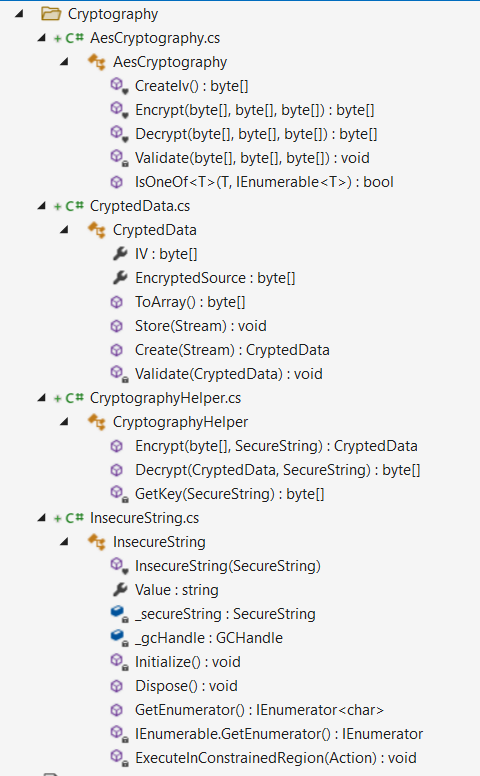 Cryptography
+ C# AesCryptography.cs
AesCryptography
CreateIv() : byte[]
Encrypt(byte[], byte[], byte[]) : byte[]
Decrypt(byte[], byte[], byte[]) : byte[]
Validate(byte[], byte[], byte[]) : void
IsOneOf<T>(T, IEnumerable<T>) : bool
+ C# CryptedData.cs
CryptedData
IV : byte[]
EncryptedSource : byte[]
ToArray() : byte[]
Store(Stream) : void
Create(Stream) : CryptedData
Validate(CryptedData) : void
+ C# CryptographyHelper.cs
CryptographyHelper
Encrypt(byte[], SecureString) : CryptedData
Decrypt(CryptedData, SecureString) : byte[]
GetKey(SecureString) : byte[]
+ C# InsecureString.cs
InsecureString
InsecureString(SecureString)
Value : string
_secureString : SecureString
_gcHandle : GCHandle
Initialize() : void
Dispose() : void
GetEnumerator() : IEnumerator<char>
IEnumerable.GetEnumerator() : IEnumerator
ExecuteInConstrainedRegion(Action) : void